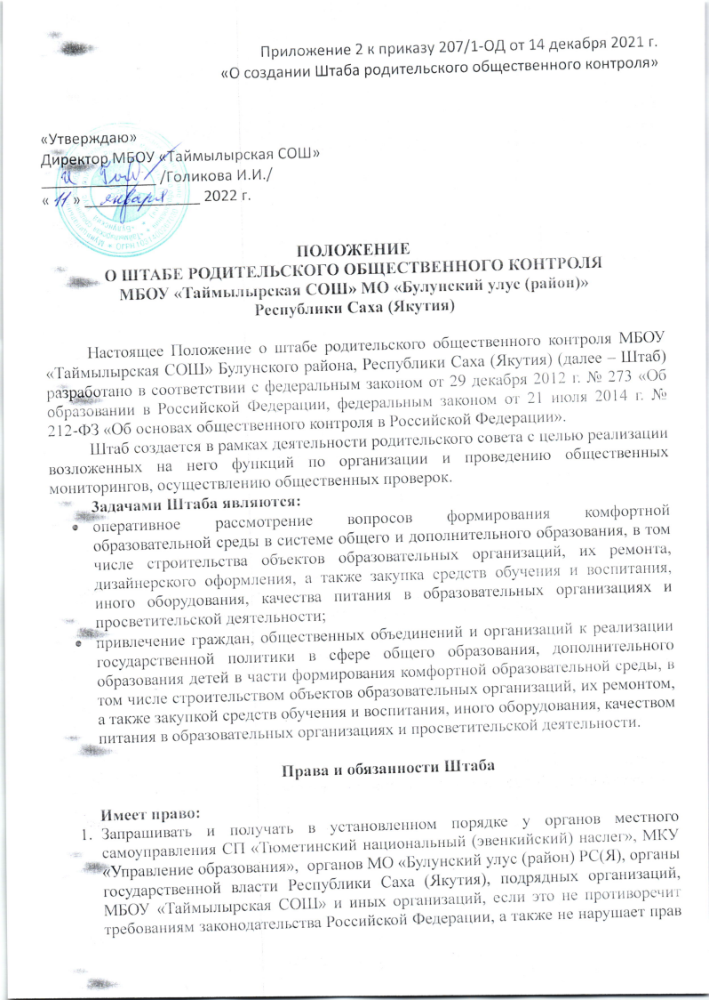 Приложение 2 к приказу 207/1-ОД от 14 декабря 2021 г.
«О создании Штаба родительского общественного контроля»
«Утверждаю»
Директор МБОУ «Таймылырская СОШ»
_______________ /Голикова И.И./
« 11 » января 2022 г.
ПОЛОЖЕНИЕ
О ШТАБЕ РОДИТЕЛЬСКОГО ОБЩЕСТВЕННОГО КОНТРОЛЯ
МБОУ «Таймылырская СОШ» МО «Булунский улус (район)»
Республики Саха (Якутия)
Настоящее Положение о штабе родительского общественного контроля МБОУ
«Таймылырская СОШ» Булунского района, Республики Саха (Якутия) (далее – Штаб)
разработано в соответствии с федеральным законом от 29 декабря 2012 г. № 273 «Об
образовании в Российской Федерации, федеральным законом от 21 июля 2014 г. №
212-ФЗ «Об основах общественного контроля в Российской Федерации».
Штаб создается в рамках деятельности родительского совета с целью реализации
возложенных на него функций по организации и проведению общественных
мониторингов, осуществлению общественных проверок.
Задачами Штаба являются:
• оперативное рассмотрение вопросов формирования комфортной
образовательной среды в системе общего и дополнительного образования, в том
числе строительства объектов образовательных организаций, их ремонта,
дизайнерского оформления, а также закупка средств обучения и воспитания,
иного оборудования, качества питания в образовательных организациях и
просветительской деятельности;
• привлечение граждан, общественных объединений и организаций к реализации
государственной политики в сфере общего образования, дополнительного
образования детей в части формирования комфортной образовательной среды, в
том числе строительством объектов образовательных организаций, их ремонтом,
а также закупкой средств обучения и воспитания, иного оборудования, качеством
питания в образовательных организациях и просветительской деятельности.
Права и обязанности Штаба
Имеет право:
1. Запрашивать и получать в установленном порядке у органов местного
самоуправления СП «Тюметинский национальный (эвенкийский) наслег», МКУ
«Управление образования», органов МО «Булунский улус (район) РС(Я), органы
государственной власти Республики Саха (Якутия), подрядных организаций,
МБОУ «Таймылырская СОШ» и иных организаций, если это не противоречит
требованиям законодательства Российской Федерации, а также не нарушает прав